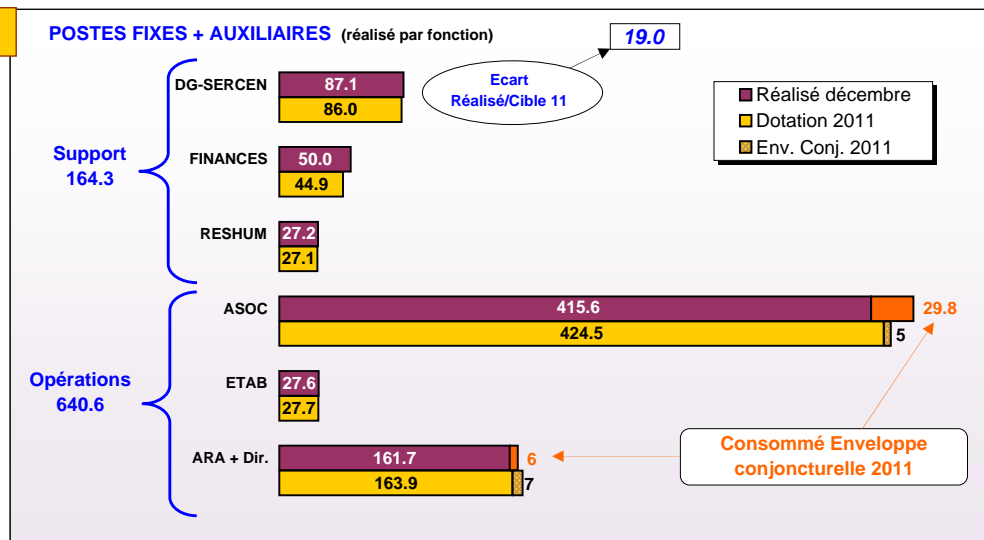 POSTES FIXES + AUXILIAIRES (réalisé par fonction)
19.0
Ecart
Réalisé/Cible 11
Réalisé décembre
Dotation 2011
Env. Conj. 2011
Support
164.3
DG-SERCEN
87.1
86.0
FINANCES
50.0
44.9
RESHUM
27.2
27.1
Opérations
640.6
ASOC
415.6
29.8
424.5
5
ETAB
27.6
27.7
ARA + Dir.
161.7
6
163.9
7
Consommé Enveloppe
conjoncturelle 2011